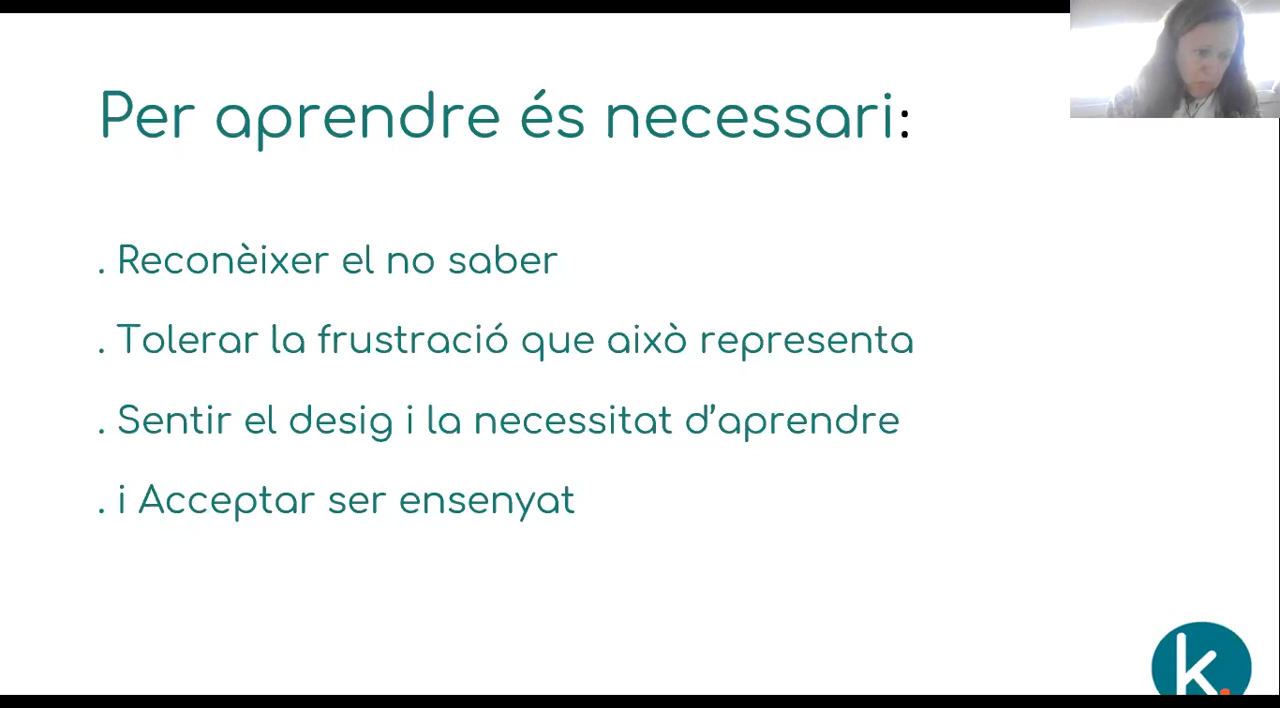 Per aprendre és necessari:
. Reconèixer el no saber
. Tolerar la frustració que això representa
. Sentir el desig i la necessitat d’aprendre
. i Acceptar ser ensenyat
k.